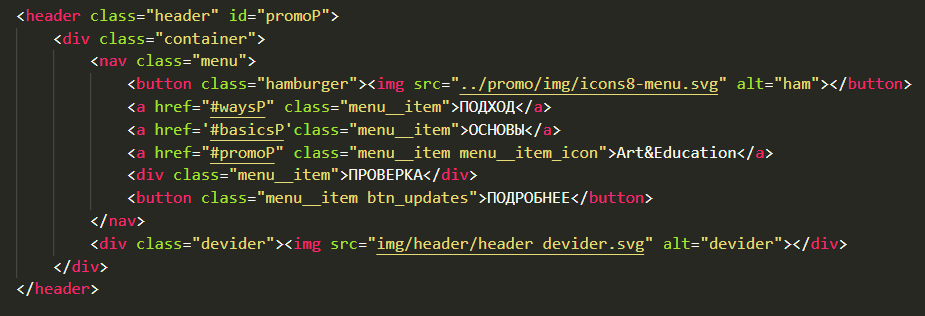 <header class="header" id="promoP">
<div class="container">
<nav class="menu">
<button class="hamburger"><img src="../promo/img/icons8-menu.svg" alt="ham"></button>
<a href="#waysP" class="menu__item">ПОДХОД</a>
<a href='#basicsP'class="menu__item">ОСНОВЫ</a>
<a href="#promoP" class="menu__item menu__item_icon">Art&Education</a>
<div class="menu__item">ПРОВЕРКА</div>
<button class="menu__item btn_updates">ПОДРОБНЕЕ</button>
</nav>
<div class="devider"><img src="img/header/header_devider.svg" alt="devider"></div>
</div>
</header>